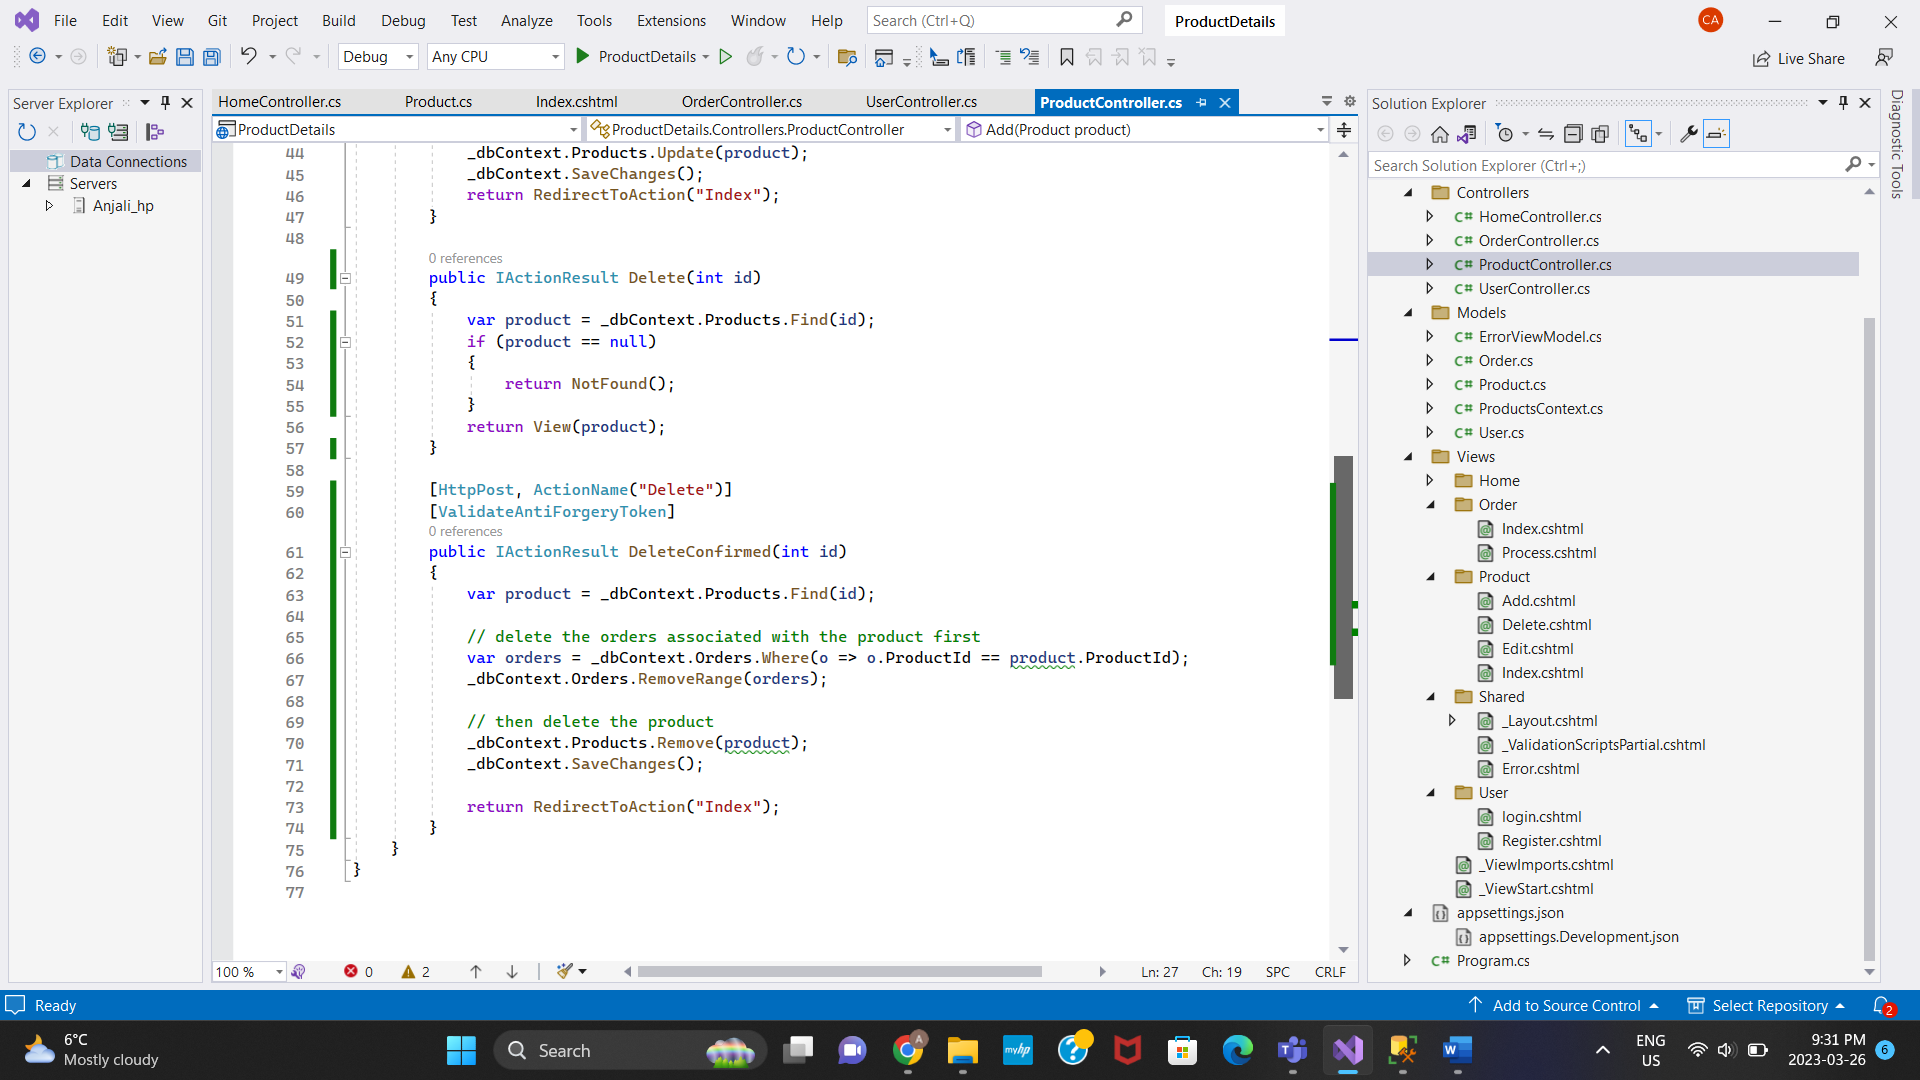 File Edit View Git Project Build Debug Test Analyze Tools Extensions Window Help Search (Ctrl+Q) ProductDetails CA
Debug Any CPU ProductDetails Live Share
Server Explorer
Data Connections
Servers
Anjali_hp
HomeController.cs Product.cs Index.cshtml OrderController.cs UserController.cs ProductController.cs
ProductDetails ProductDetails.Controllers.ProductController Add(Product product)
44 _dbContext.Products.Update(product);
45 _dbContext.SaveChanges();
46 return RedirectToAction("Index");
47 }
48
0 references
49 public IActionResult Delete(int id)
50 {
51 var product = _dbContext.Products.Find(id);
52 if (product == null)
53 {
54 return NotFound();
55 }
56 return View(product);
57 }
58
59 [HttpPost, ActionName("Delete")]
60 [ValidateAntiForgeryToken]
0 references
61 public IActionResult DeleteConfirmed(int id)
62 {
63 var product = _dbContext.Products.Find(id);
64
65 // delete the orders associated with the product first
66 var orders = _dbContext.Orders.Where(o => o.ProductId == product.ProductId);
67 _dbContext.Orders.RemoveRange(orders);
68
69 // then delete the product
70 _dbContext.Products.Remove(product);
71 _dbContext.SaveChanges();
72
73 return RedirectToAction("Index");
74 }
75 }
76 }
77
100 % 0 2 Ln: 27 Ch: 19 SPC CRLF
Solution Explorer
Search Solution Explorer (Ctrl+;)
Controllers
C# HomeController.cs
C# OrderController.cs
C# ProductController.cs
C# UserController.cs
Models
C# ErrorViewModel.cs
C# Order.cs
C# Product.cs
C# ProductsContext.cs
C# User.cs
Views
Home
Order
Index.cshtml
Process.cshtml
Product
Add.cshtml
Delete.cshtml
Edit.cshtml
Index.cshtml
Shared
_Layout.cshtml
_ValidationScriptsPartial.cshtml
Error.cshtml
User
login.cshtml
Register.cshtml
_ViewImports.cshtml
_ViewStart.cshtml
appsettings.json
appsettings.Development.json
C# Program.cs
Diagnostic Tools
Ready Add to Source Control Select Repository 2
6°C
Mostly cloudy
Search
myhp
ENG
US
9:31 PM
2023-03-26
6